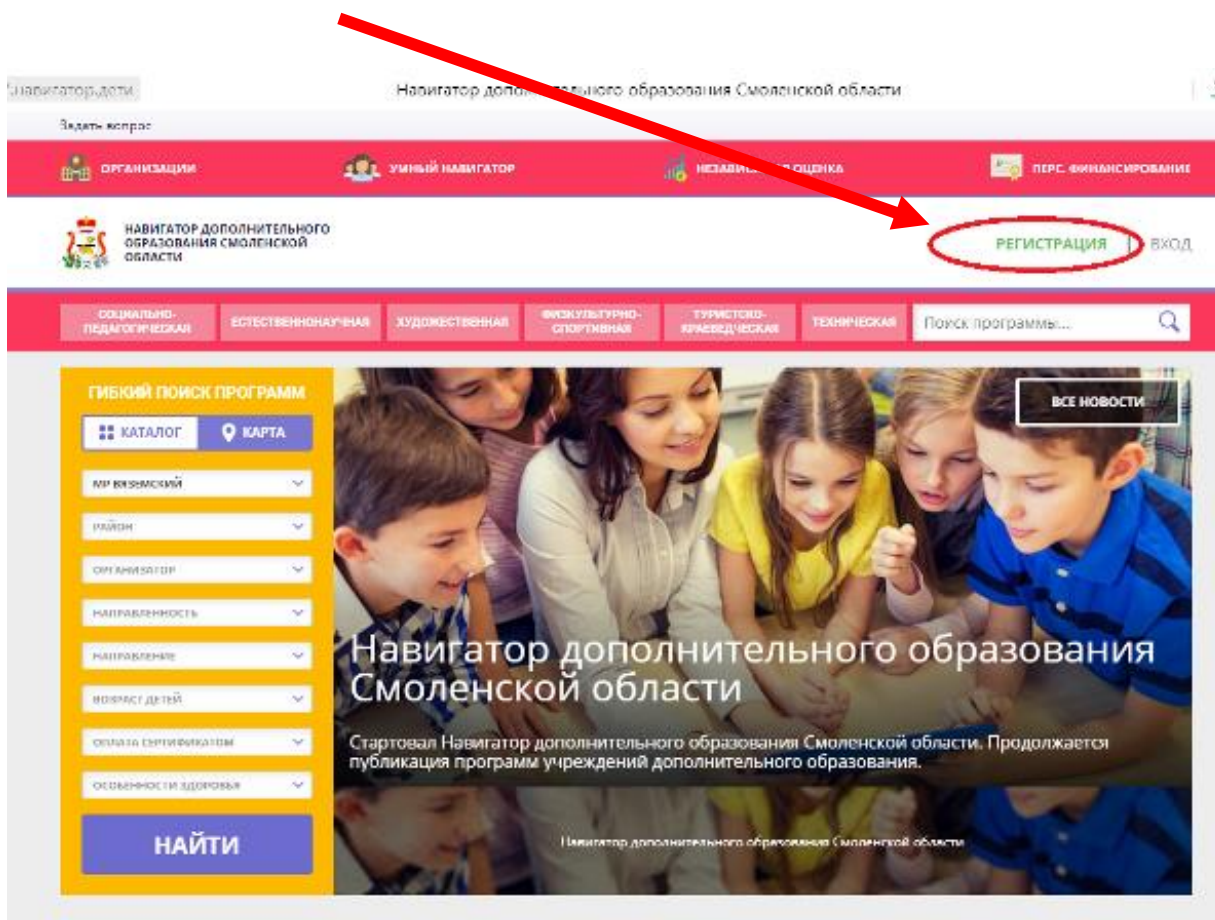 навигатор.дети
Навигатор дополнительного образования Смоленской области
Задать вопрос
ОРГАНИЗАЦИИ
УМНЫЙ НАВИГАТОР
НЕЗАВИСИМАЯ ОЦЕНКА
ПЕРС. ФИНАНСИРОВАНИЕ
НАВИГАТОР ДОПОЛНИТЕЛЬНОГО
ОБРАЗОВАНИЯ СМОЛЕНСКОЙ
ОБЛАСТИ
РЕГИСТРАЦИЯ | ВХОД
СОЦИАЛЬНО-
ПЕДАГОГИЧЕСКАЯ
ЕСТЕСТВЕННОНАУЧНАЯ
ХУДОЖЕСТВЕННАЯ
ФИЗКУЛЬТУРНО-
СПОРТИВНАЯ
ТУРИСТСКО-
КРАЕВЕДЧЕСКАЯ
ТЕХНИЧЕСКАЯ
Поиск программы...
ГИБКИЙ ПОИСК ПРОГРАММ
КАТАЛОГ
КАРТА
МР ВЯЗЕМСКИЙ
РАЙОН
ОРГАНИЗАТОР
НАПРАВЛЕННОСТЬ
НАПРАВЛЕНИЕ
ВОЗРАСТ ДЕТЕЙ
ОПЛАТА СЕРТИФИКАТОМ
ОСОБЕННОСТИ ЗДОРОВЬЯ
НАЙТИ
ВСЕ НОВОСТИ
Навигатор дополнительного образования
Смоленской области
Стартовал Навигатор дополнительного образования Смоленской области. Продолжается
публикация программ учреждений дополнительного образования.
Навигатор дополнительного образования Смоленской области